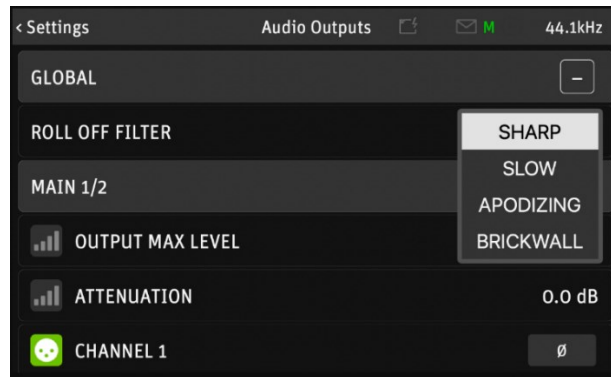 < Settings Audio Outputs M 44.1kHz
GLOBAL –
ROLL OFF FILTER SHARP
SLOW
MAIN 1/2
APODIZING
OUTPUT MAX LEVEL BRICKWALL
ATTENUATION 0.0 dB
CHANNEL 1 Ø